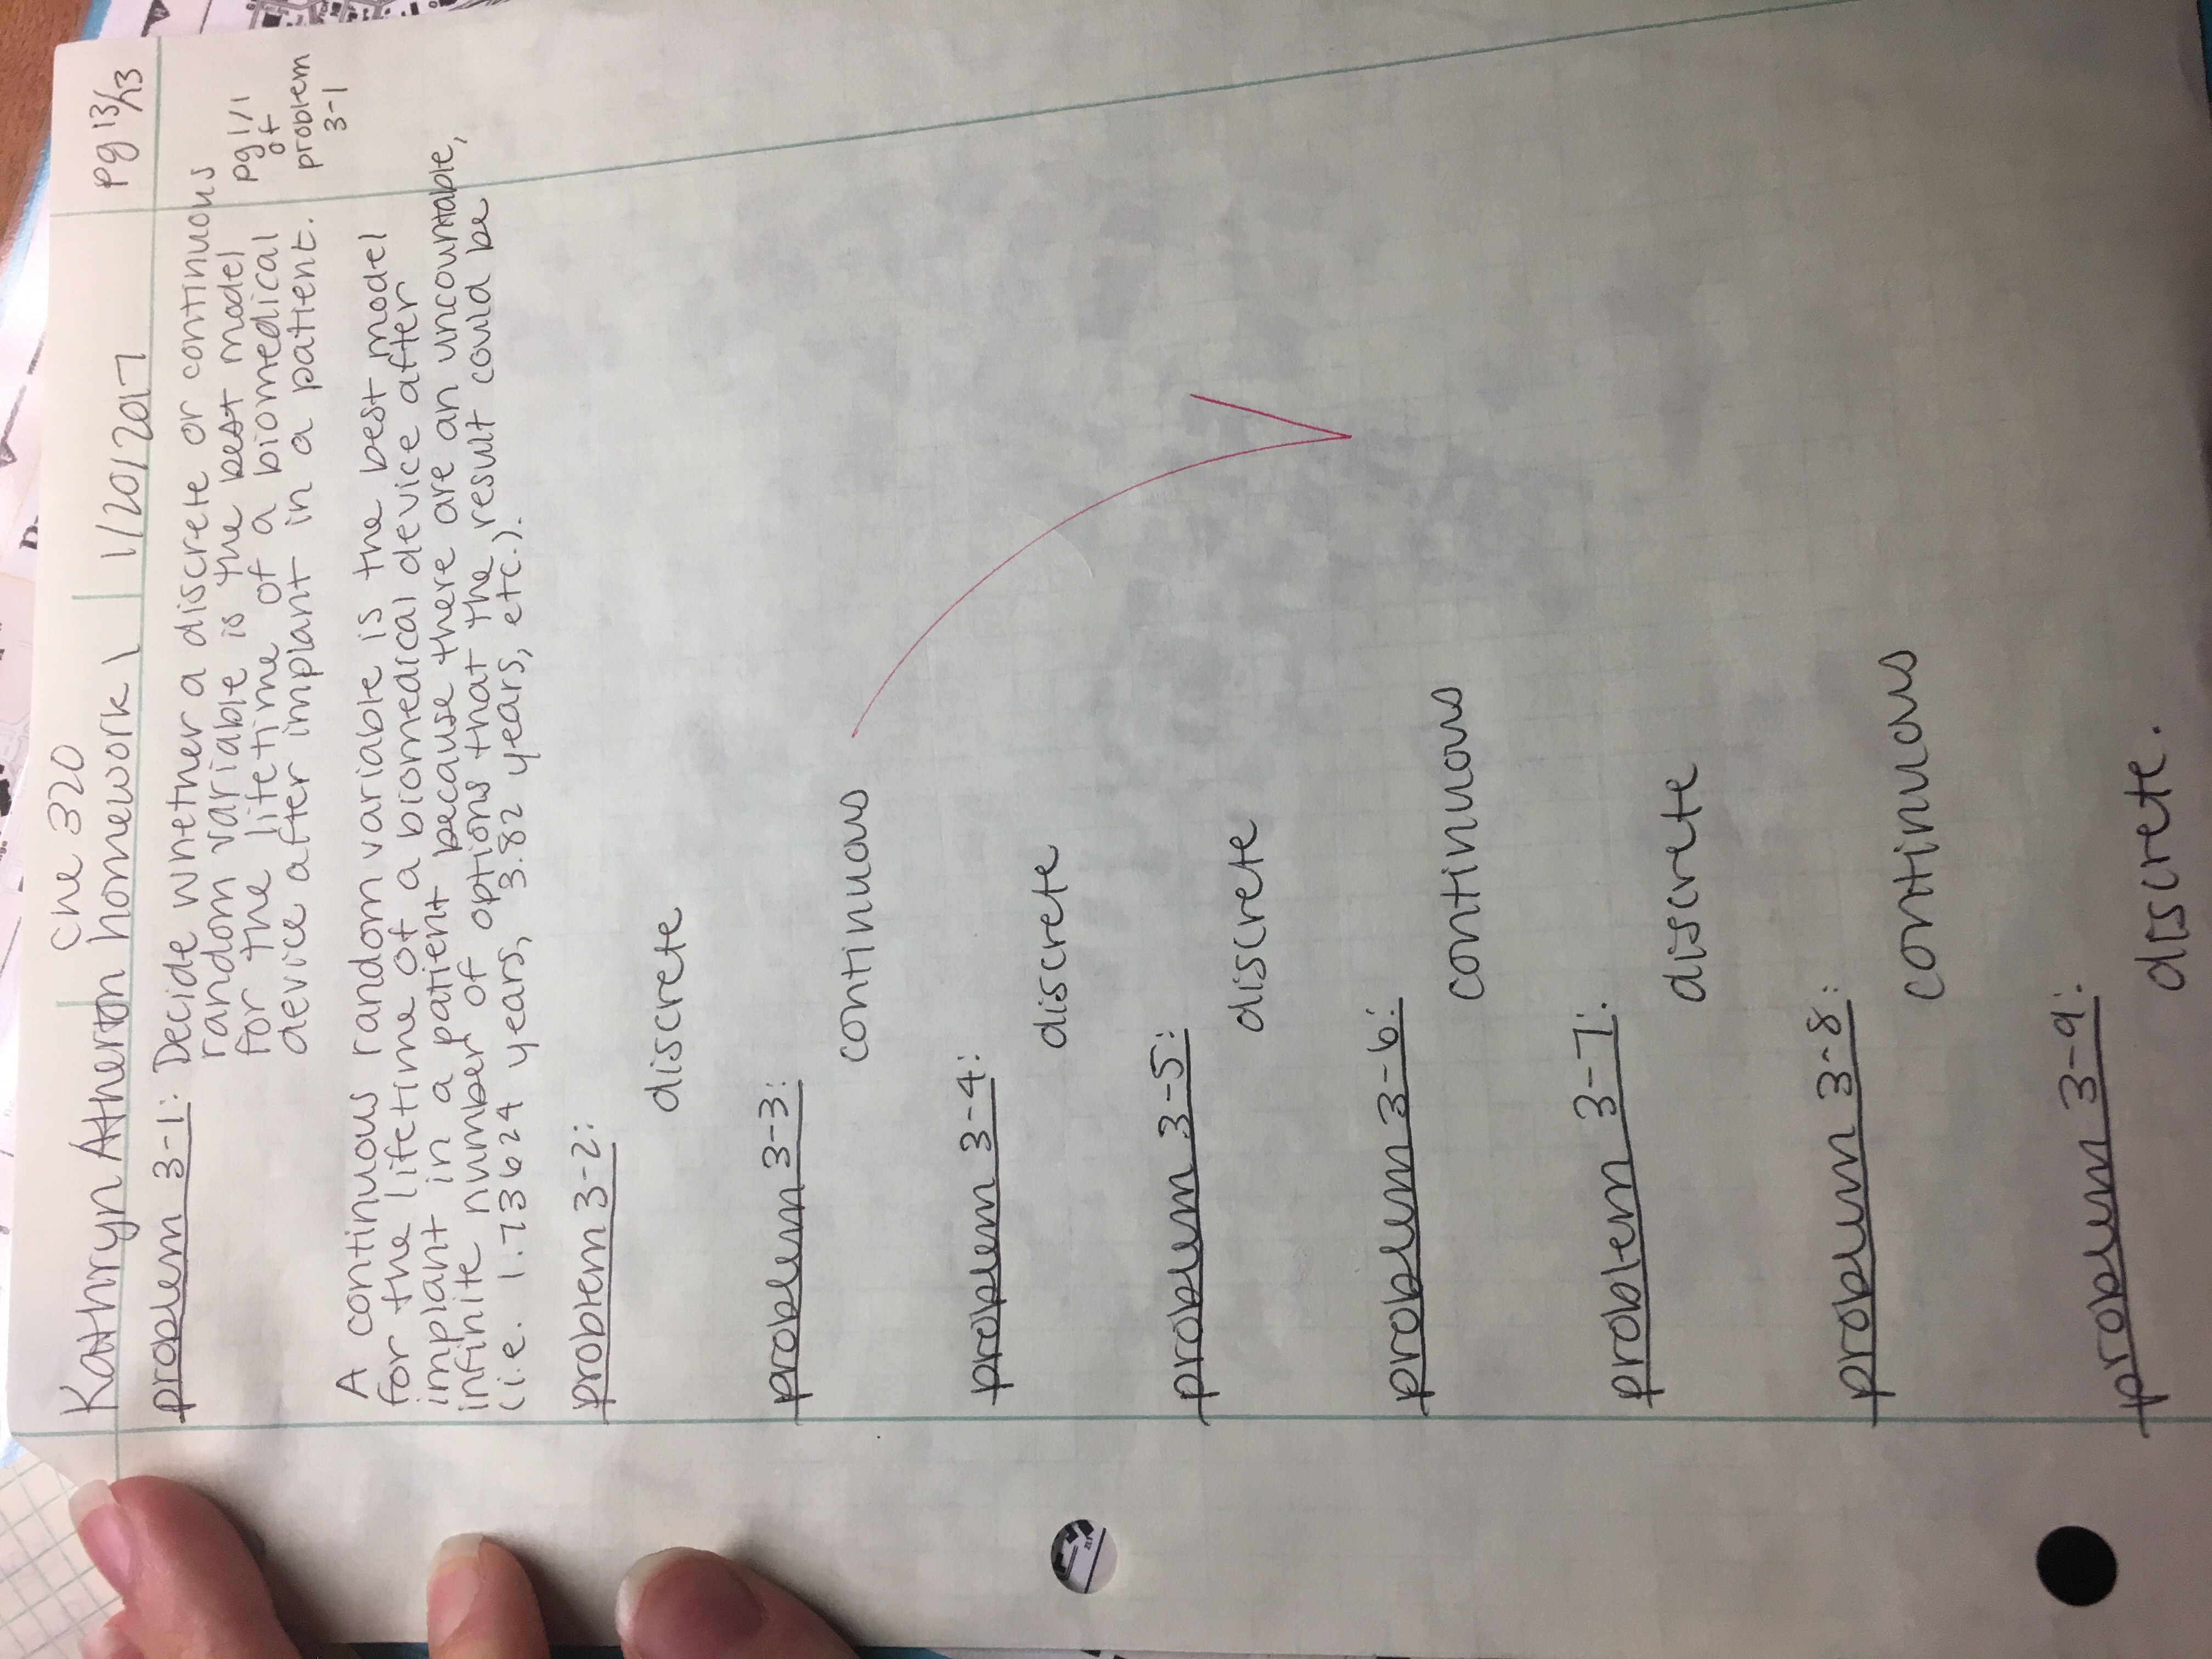 Che 320
Kathryn Atherton homework 1 1/20/2017 pg 13/13
problem 3-1: Decide whether a discrete or continuous
random variable is the best model
for the lifetime of a biomedical
device after implant in a patient.
pg 1/1
of
problem
3-1
A continuous random variable is the best model
for the lifetime of a biomedical device after
implant in a patient because there are an uncountable,
infinite number of options that the result could be
(i.e. 1.73624 years, 3.82 years, etc.).
problem 3-2:
discrete
problem 3-3:
continuous
problem 3-4:
discrete
problem 3-5:
discrete
problem 3-6:
continuous
problem 3-7:
discrete
problem 3-8:
continuous
problem 3-9:
discrete.